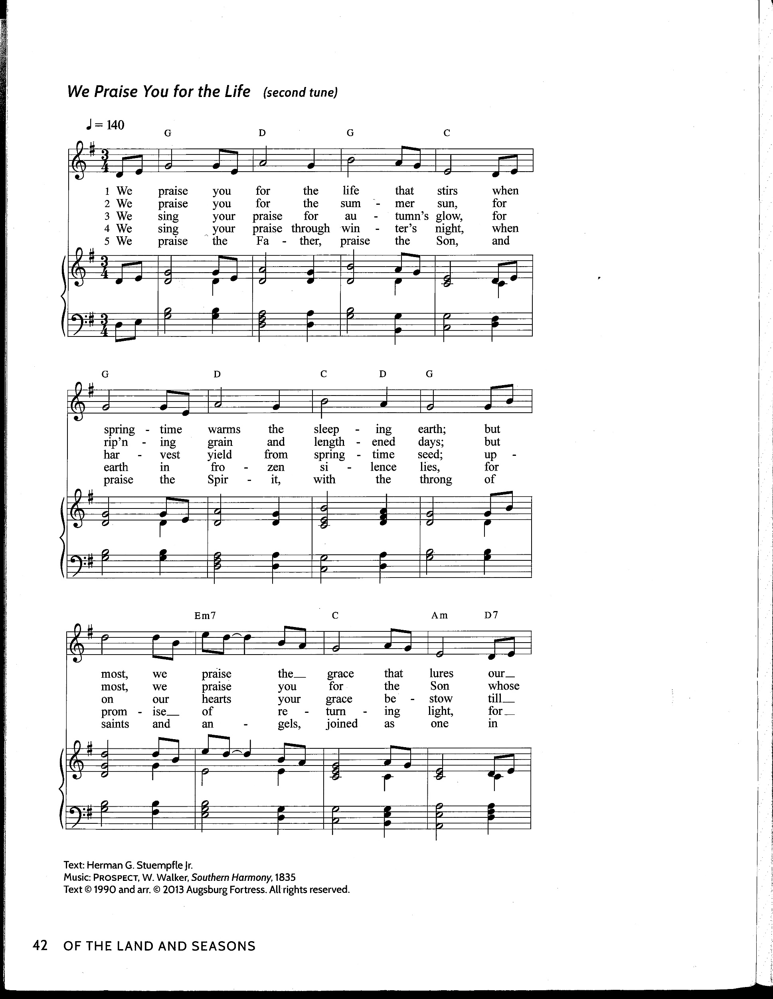 We Praise You for the Life (second tune)
♩ = 140
G D G C
3 4
1 We praise you for the life that stirs when
2 We praise you for the sum - mer sun, for
3 We sing your praise for au - tumn's glow, for
4 We sing your praise through win - ter's night, when
5 We praise the Fa - ther, praise the Son, and
3 4
3 4
G D C D G
spring - time warms the sleep - ing earth; but
rip'n - ing grain and length - ened days; but
har - vest yield from spring - time seed; up -
earth in fro - zen si - lence lies, for
praise the Spir - it, with the throng of
Em7 C Am D7
most, we praise the grace that lures our
most, we praise you for the Son whose
on our hearts your grace be - stow till
prom - ise of re - turn - ing light, for
saints and an - gels, joined as one in
Text: Herman G. Stuempfle Jr.
Music: PROSPECT, W. Walker, Southern Harmony, 1835
Text © 1990 and arr. © 2013 Augsburg Fortress. All rights reserved.
42 OF THE LAND AND SEASONS